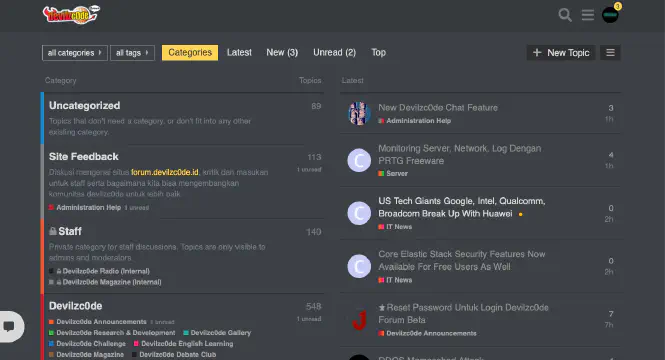 Devilzc0de
3
all categories
all tags
Categories
Latest
New (3)
Unread (2)
Top
+ New Topic
Category
Topics
Latest
Uncategorized
89
Topics that don't need a category, or don't fit into any other
existing category.
Site Feedback
113
1 unread
Diskusi mengenai situs forum.devilzc0de.id, kritik dan masukan
untuk staff serta bagaimana kita bisa mengembangkan
komunitas devilzc0de untuk lebih baik.
Administration Help 1 unread
Staff
140
Private category for staff discussions. Topics are only visible to
admins and moderators.
Devilzc0de Radio (Internal)
Devilzc0de Magazine (Internal)
Devilzc0de
548
1 unread
Devilzc0de Announcements 1 unread
Devilzc0de Research & Development Devilzc0de Gallery
Devilzc0de Challenge Devilzc0de English Learning
Devilzc0de Magazine Devilzc0de Debate Club
New Devilzc0de Chat Feature
Administration Help
3
1h
C
Monitoring Server, Network, Log Dengan
PRTG Freeware
Server
4
1h
C
US Tech Giants Google, Intel, Qualcomm,
Broadcom Break Up With Huawei
IT News
0
2h
C
Core Elastic Stack Security Features Now
Available For Free Users As Well
IT News
0
2h
J
Reset Password Untuk Login Devilzc0de
Forum Beta
Devilzc0de Announcements
7
7h